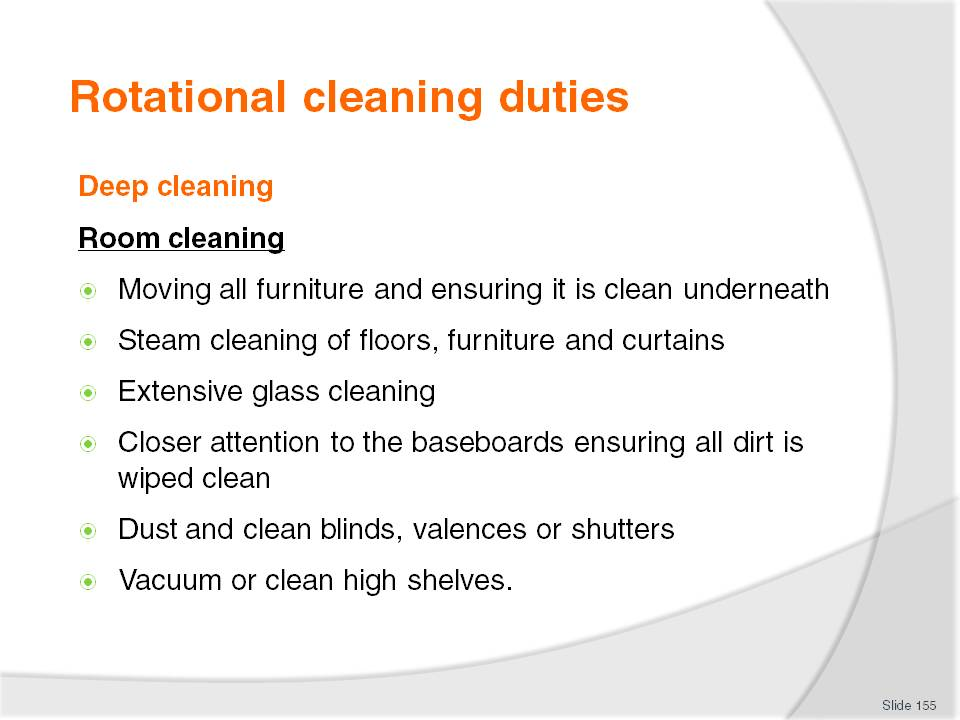 Rotational cleaning duties
Deep cleaning
Room cleaning
Moving all furniture and ensuring it is clean underneath
Steam cleaning of floors, furniture and curtains
Extensive glass cleaning
Closer attention to the baseboards ensuring all dirt is
wiped clean
Dust and clean blinds, valences or shutters
Vacuum or clean high shelves.
Slide 155